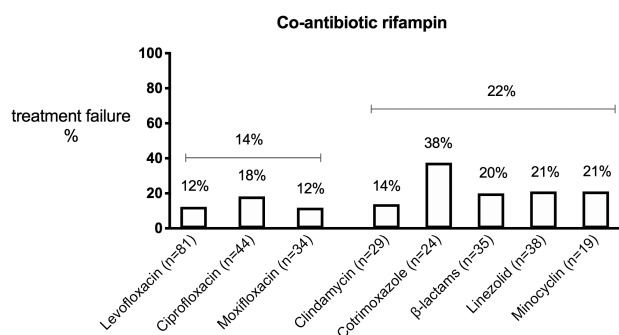 Co-antibiotic rifampin
treatment failure
%
100
80
60
40
20
0
14%
22%
12%
18%
12%
14%
38%
20%
21%
21%
Levofloxacin (n=81)
Ciprofloxacin (n=44)
Moxifloxacin (n=34)
Clindamycin (n=29)
Cotrimoxazole (n=24)
β-lactams (n=35)
Linezolid (n=38)
Minocyclin (n=19)